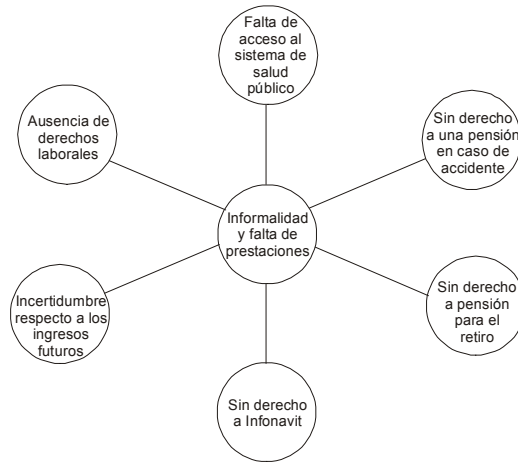 Falta de
acceso al
sistema de
salud
público
Ausencia de
derechos
laborales
Sin derecho
a una pensión
en caso de
accidente
Informalidad
y falta de
prestaciones
Incertidumbre
respecto a los
ingresos
futuros
Sin derecho
a pensión
para el
retiro
Sin derecho
a Infonavit